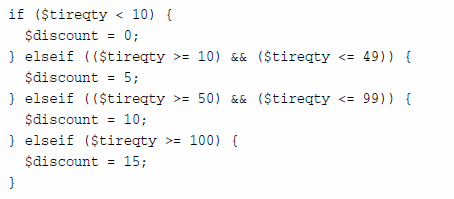 if ($tireqty < 10) {
  $discount = 0;
} elseif (($tireqty >= 10) && ($tireqty <= 49)) {
  $discount = 5;
} elseif (($tireqty >= 50) && ($tireqty <= 99)) {
  $discount = 10;
} elseif ($tireqty >= 100) {
  $discount = 15;
}